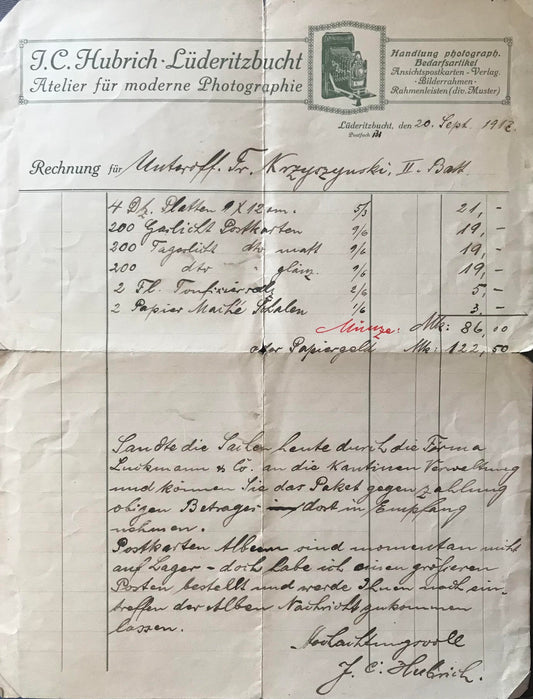 J.C. Hubrich · Lüderitzbucht
Atelier für moderne Photographie
Handlung photograph.
Bedarfsartikel
Ansichtspostkarten - Verlag.
· Bilderrahmen ·
Rahmenleisten (div. Muster)
Lüderitzbucht, den 20. Sept. 1917.
Postfach
Rechnung für Unteroff. Fr. Krzyszynski, II. Batt
4 Dtz. Platten 9 X 12 cm. 5/3 21,-
200 Gaslicht Postkarten 9/6 19,-
200 Tageslicht dto matt 9/6 19,-
200 dto " glänz. 9/6 19,-
2 Fl. Tonfixier 2/6 5,-
2 Papier Maché Schalen 1/6 3,-
Münze: Mk: 86,00
oder Papiergeld Mk: 122,50
Sandte die Sachen heute durch die Firma
Luckmann & Co. an die Kantinen Verwaltung
und können Sie das Paket gegen zahlung
obigen Betrages dort in Empfang
nehmen.
Postkarten Alben sind momentan nicht
auf Lager - doch habe ich einen grösseren
Posten bestellt und werde Ihnen nach ein-
treffen der Alben Nachricht zukommen
lassen.
Hochachtungsvoll
J. C. Hubrich.